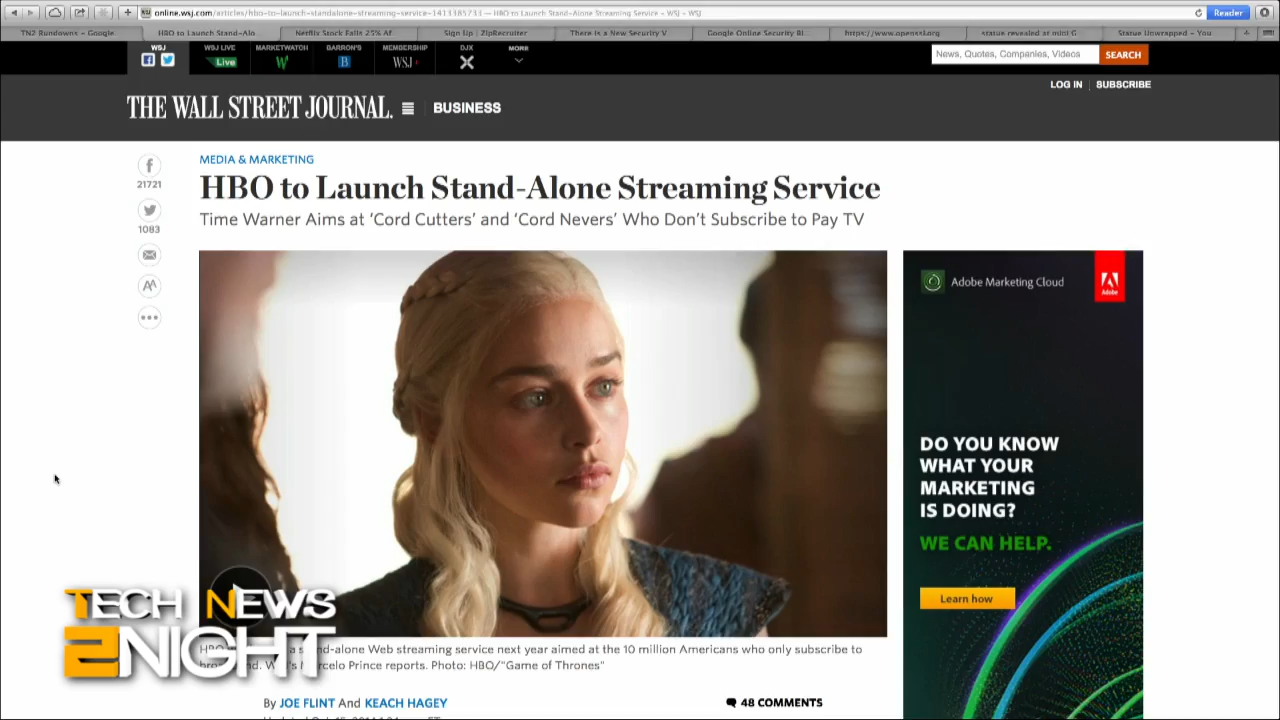 online.wsj.com/articles/hbo-to-launch-standalone-streaming-service-1413385733 — HBO to Launch Stand-Alone Streaming Service - WSJ - WSJ
Reader
TN2 Rundowns - Google
HBO to Launch Stand-Alo
Netflix Stock Falls 25% Af
Sign Up | ZipRecruiter
There Is a New Security V
Google Online Security Bl
https://www.openssl.org
statue revealed at mini G
Statue Unwrapped - You
WSJ
WSJ LIVE
MARKETWATCH
BARRON'S
MEMBERSHIP
DJX
MORE
Live
W
B
WSJ+
News, Quotes, Companies, Videos
SEARCH
LOG IN
SUBSCRIBE
THE WALL STREET JOURNAL.
BUSINESS
MEDIA & MARKETING
HBO to Launch Stand-Alone Streaming Service
Time Warner Aims at 'Cord Cutters' and 'Cord Nevers' Who Don't Subscribe to Pay TV
21721
1083
AA
Adobe Marketing Cloud
Adobe
DO YOU KNOW
WHAT YOUR
MARKETING
IS DOING?
WE CAN HELP.
Learn how
TECH NEWS
2NIGHT
a stand-alone Web streaming service next year aimed at the 10 million Americans who only subscribe to
Marcelo Prince reports. Photo: HBO/"Game of Thrones"
By JOE FLINT And KEACH HAGEY
48 COMMENTS